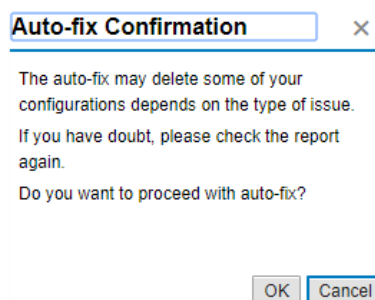 Auto-fix Confirmation
The auto-fix may delete some of your
configurations depends on the type of issue.
If you have doubt, please check the report
again.
Do you want to proceed with auto-fix?
OK Cancel